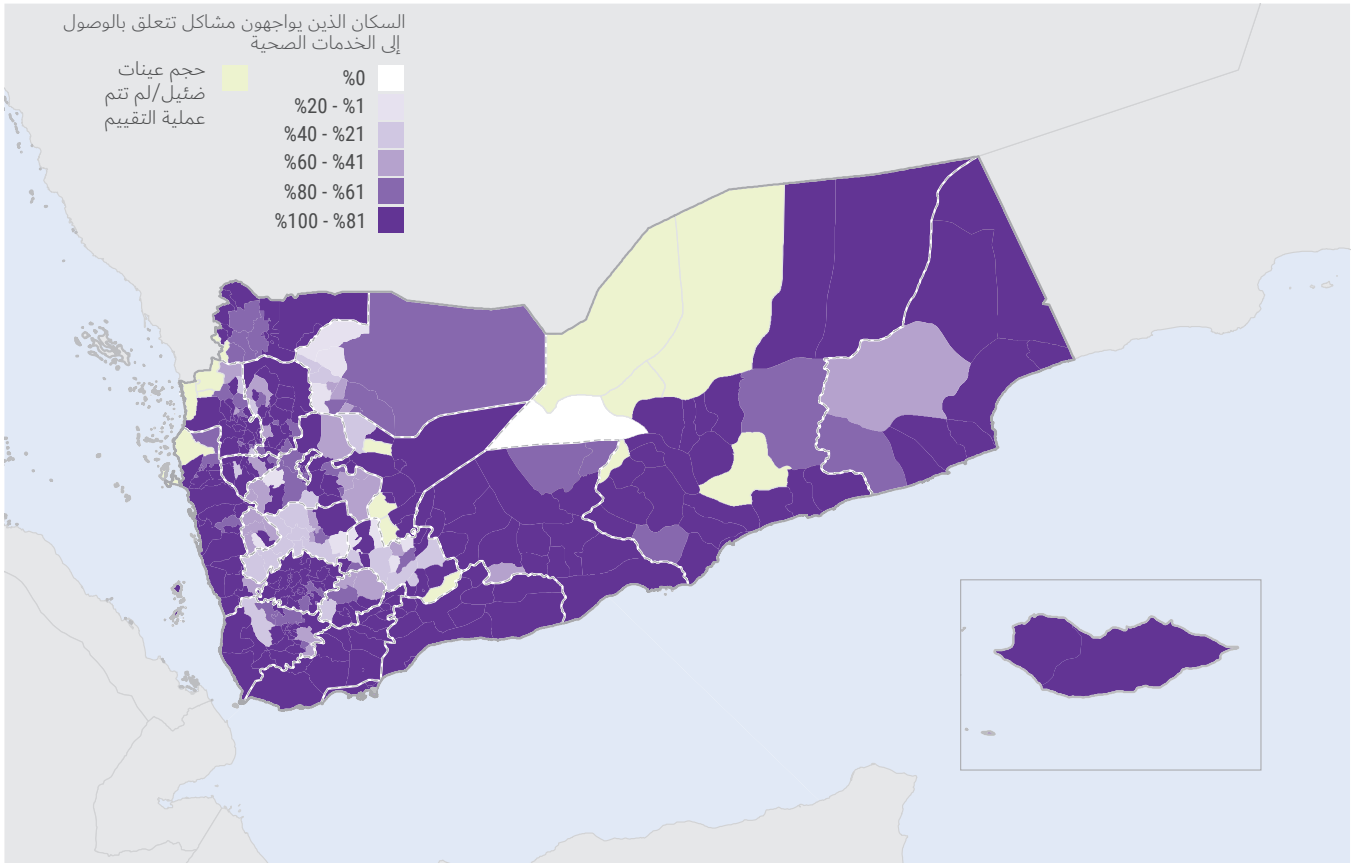 السكان الذين يواجهون مشاكل تتعلق بالوصول
إلى الخدمات الصحية
%0
%20 - %1
%40 - %21
%60 - %41
%80 - %61
%100 - %81
حجم عينات
ضئيل/لم تتم
عملية التقييم